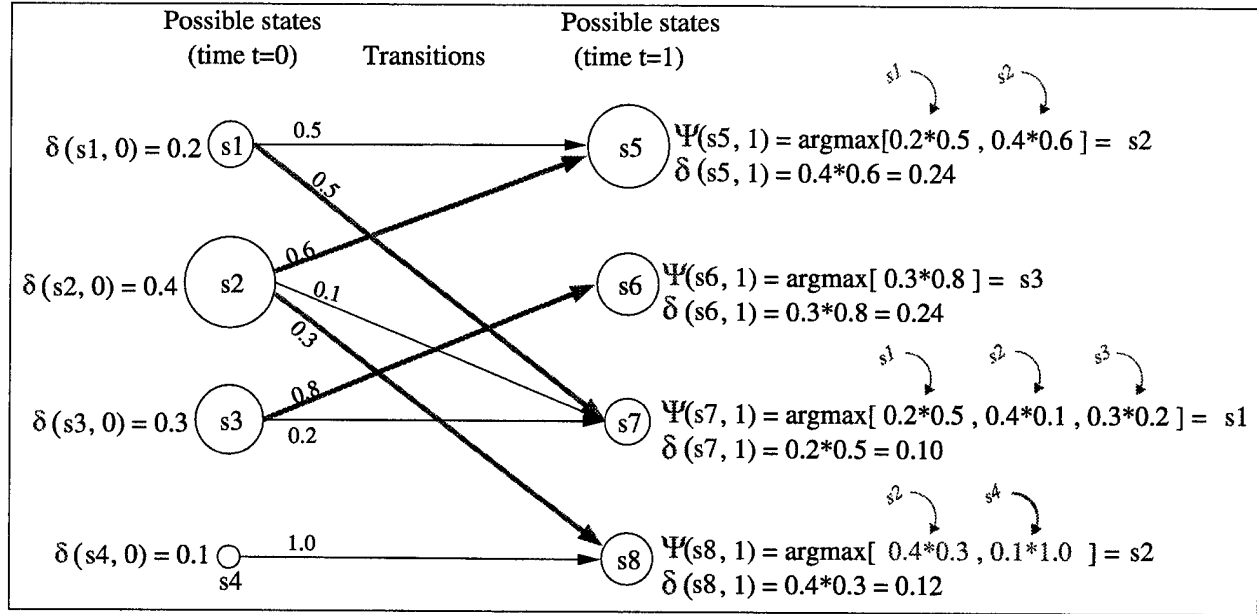 Possible states Possible states
(time t=0) Transitions (time t=1)
s1 s2
δ (s1, 0) = 0.2 s1 0.5 s5 Ψ(s5, 1) = argmax[0.2*0.5 , 0.4*0.6 ] = s2
δ (s5, 1) = 0.4*0.6 = 0.24
0.5
0.6
δ (s2, 0) = 0.4 s2 0.1 s6 Ψ(s6, 1) = argmax[ 0.3*0.8 ] = s3
δ (s6, 1) = 0.3*0.8 = 0.24
0.3
s1 s2 s3
0.8
δ (s3, 0) = 0.3 s3 0.2 s7 Ψ(s7, 1) = argmax[ 0.2*0.5 , 0.4*0.1 , 0.3*0.2 ] = s1
δ (s7, 1) = 0.2*0.5 = 0.10
s2 s4
δ (s4, 0) = 0.1 1.0 s8 Ψ(s8, 1) = argmax[ 0.4*0.3 , 0.1*1.0 ] = s2
s4 δ (s8, 1) = 0.4*0.3 = 0.12